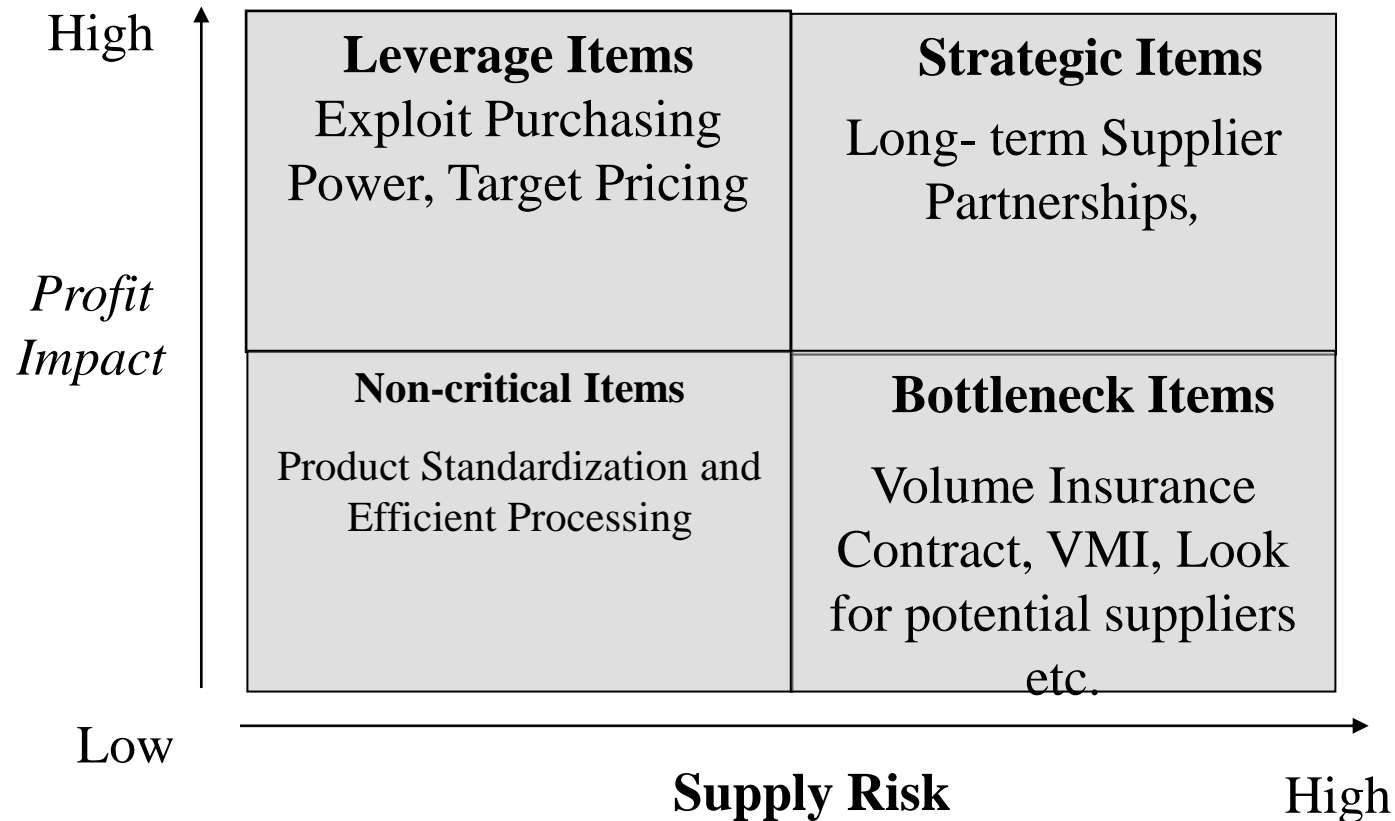 High
Leverage Items
Exploit Purchasing
Power, Target Pricing
Strategic Items
Long- term Supplier
Partnerships,
Profit
Impact
Non-critical Items
Product Standardization and
Efficient Processing
Bottleneck Items
Volume Insurance
Contract, VMI, Look
for potential suppliers
etc.
Low
Supply Risk
High